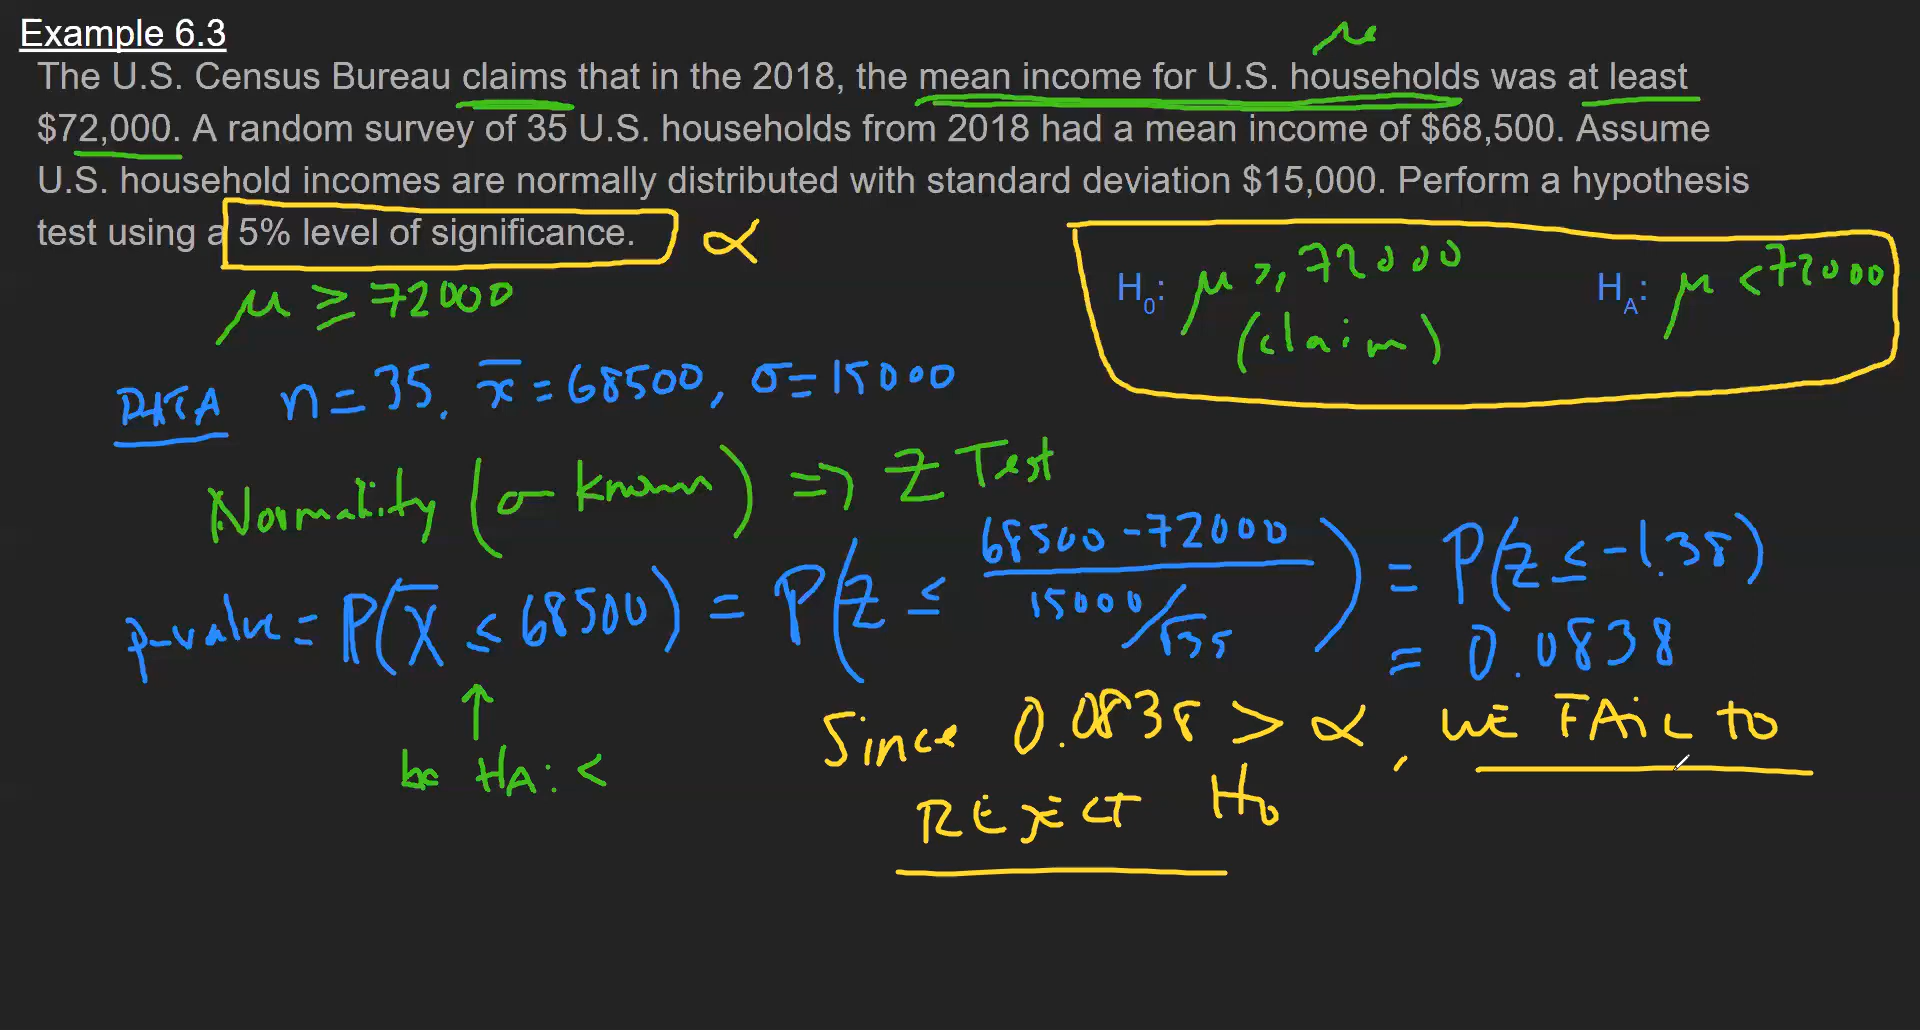 Example 6.3
μ
The U.S. Census Bureau claims that in the 2018, the mean income for U.S. households was at least
$72,000. A random survey of 35 U.S. households from 2018 had a mean income of $68,500. Assume
U.S. household incomes are normally distributed with standard deviation $15,000. Perform a hypothesis
test using a 5% level of significance. α
μ ≥ 72000
H₀: μ ≥ 72000 (claim)
H_A: μ < 72000
DATA n = 35, x̄ = 68500, σ = 15000
Normality (σ known) ⇒ Z Test
p-value = P(X̄ ≤ 68500) = P(Z ≤ (68500 - 72000)/(15000/√35)) = P(Z ≤ -1.38)
= 0.0838
↑
bc HA: <
Since 0.0838 > α, WE FAIL TO
REJECT H₀